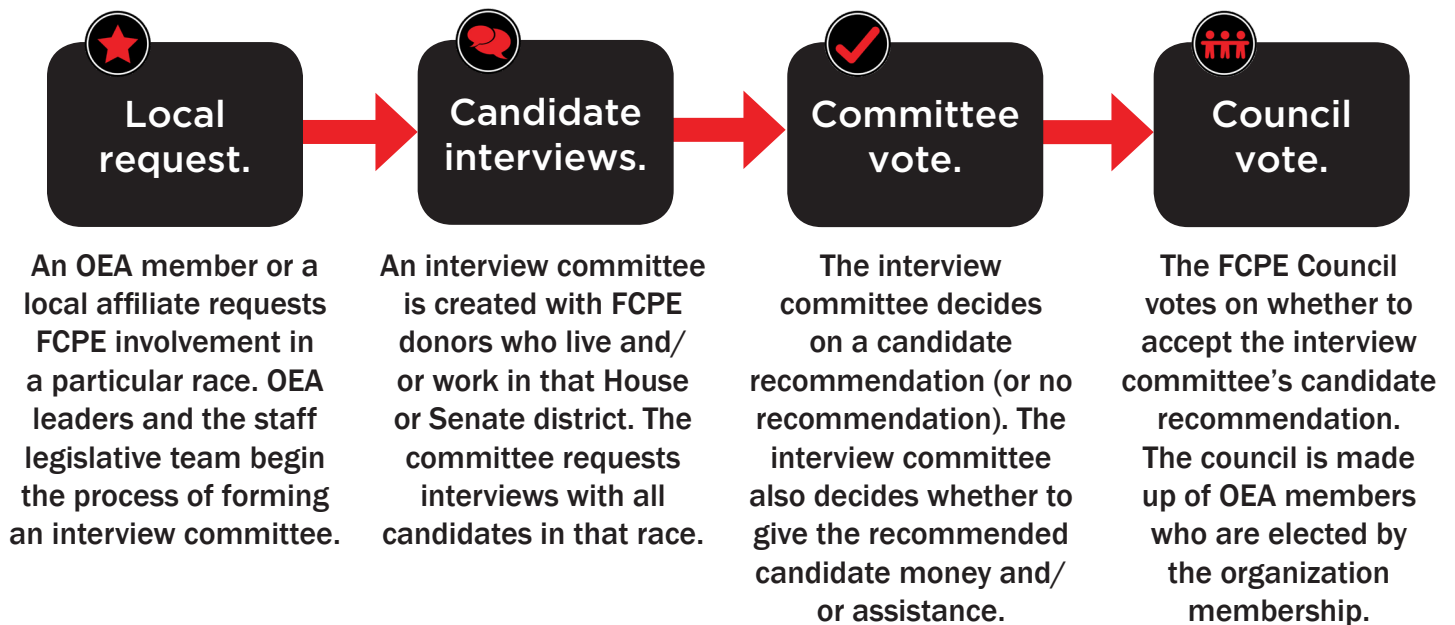 Local
request.
An OEA member or a
local affiliate requests
FCPE involvement in
a particular race. OEA
leaders and the staff
legislative team begin
the process of forming
an interview committee.
Candidate
interviews.
An interview committee
is created with FCPE
donors who live and/
or work in that House
or Senate district. The
committee requests
interviews with all
candidates in that race.
Committee
vote.
The interview
committee decides
on a candidate
recommendation (or no
recommendation). The
interview committee
also decides whether to
give the recommended
candidate money and/
or assistance.
Council
vote.
The FCPE Council
votes on whether to
accept the interview
committee’s candidate
recommendation.
The council is made
up of OEA members
who are elected by
the organization
membership.